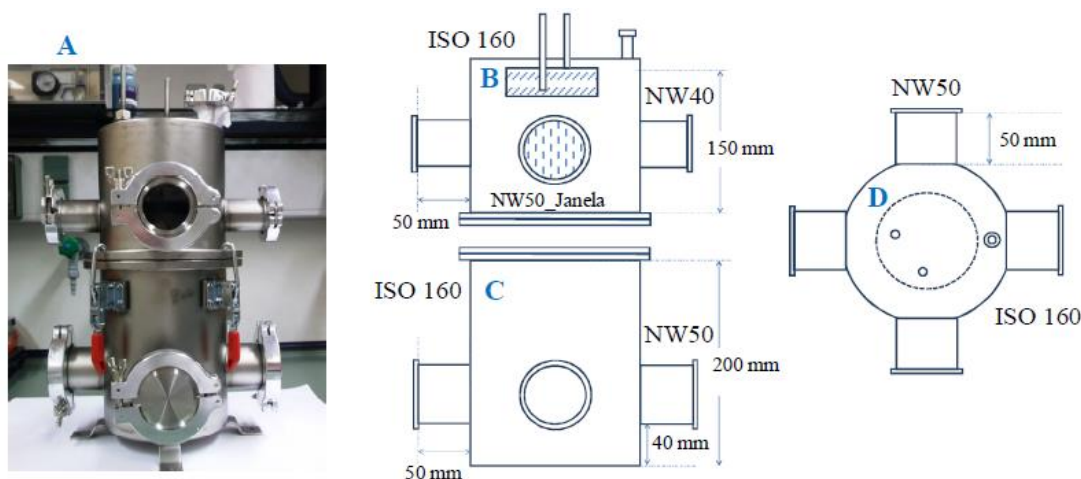 A
ISO 160
B
NW40
150 mm
NW50_Janela
50 mm
ISO 160
C
NW50
200 mm
40 mm
50 mm
NW50
50 mm
D
ISO 160